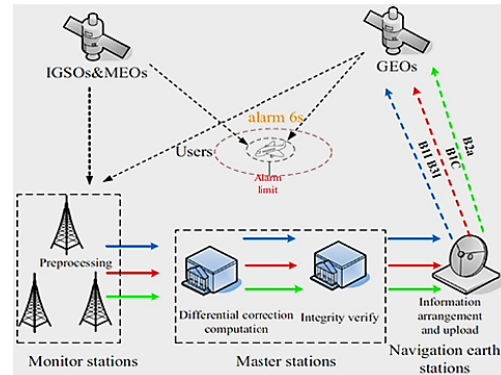 IGSOs&MEOs
GEOs
alarm 6s
Users
Alarm
limit
B1I B3I
B1C
B2a
Preprocessing
Differential correction
computation
Integrity verify
Information
arrangement
and upload
Monitor stations
Master stations
Navigation earth
stations